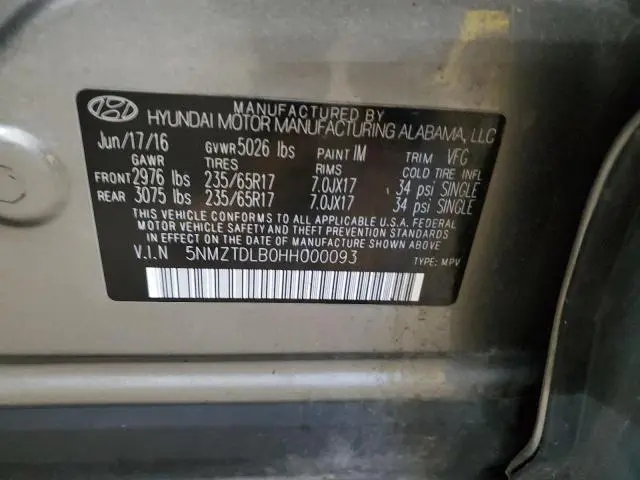 MANUFACTURED BY
HYUNDAI MOTOR MANUFACTURING ALABAMA, LLC
Jun/17/16 GVWR 5026 lbs PAINT IM TRIM VFC
GAWR TIRES RIMS COLD TIRE INFL
FRONT 2976 lbs 235/65R17 7.0JX17 34 psi SINGLE
REAR 3075 lbs 235/65R17 7.0JX17 34 psi SINGLE
THIS VEHICLE CONFORMS TO ALL APPLICABLE U.S.A. FEDERAL
MOTOR VEHICLE SAFETY AND THEFT PREVENTION STANDARDS
IN EFFECT ON THE DATE OF MANUFACTURE SHOWN ABOVE
V.I.N 5NMZTDLB0HH000093 TYPE: MPV